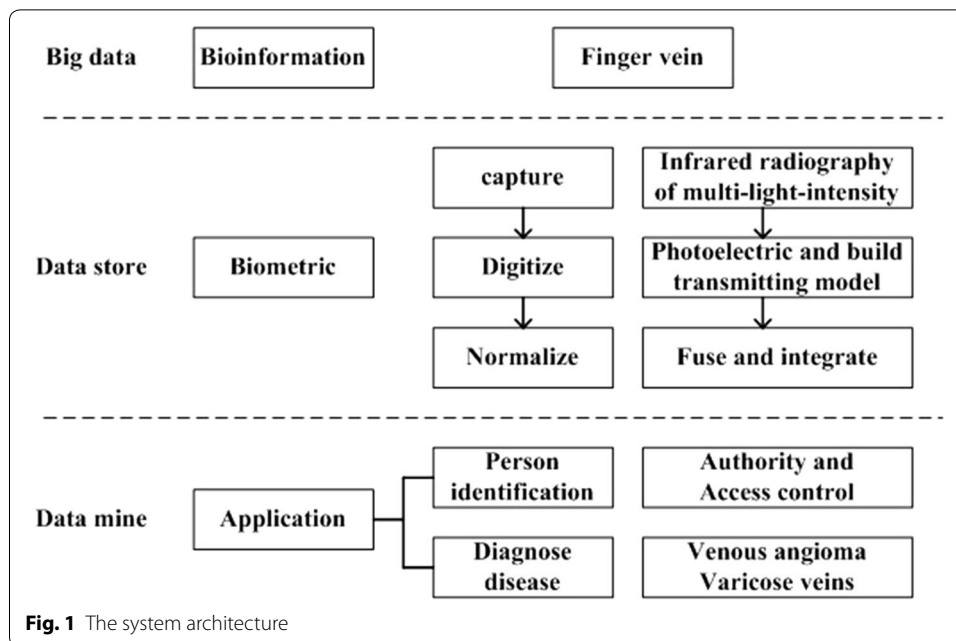 Big data
Bioinformation
Finger vein
capture
Infrared radiography
of multi-light-intensity
Data store
Biometric
Digitize
Photoelectric and build
transmitting model
Normalize
Fuse and integrate
Data mine
Application
Person
identification
Authority and
Access control
Diagnose
disease
Venous angioma
Varicose veins
Fig. 1 The system architecture